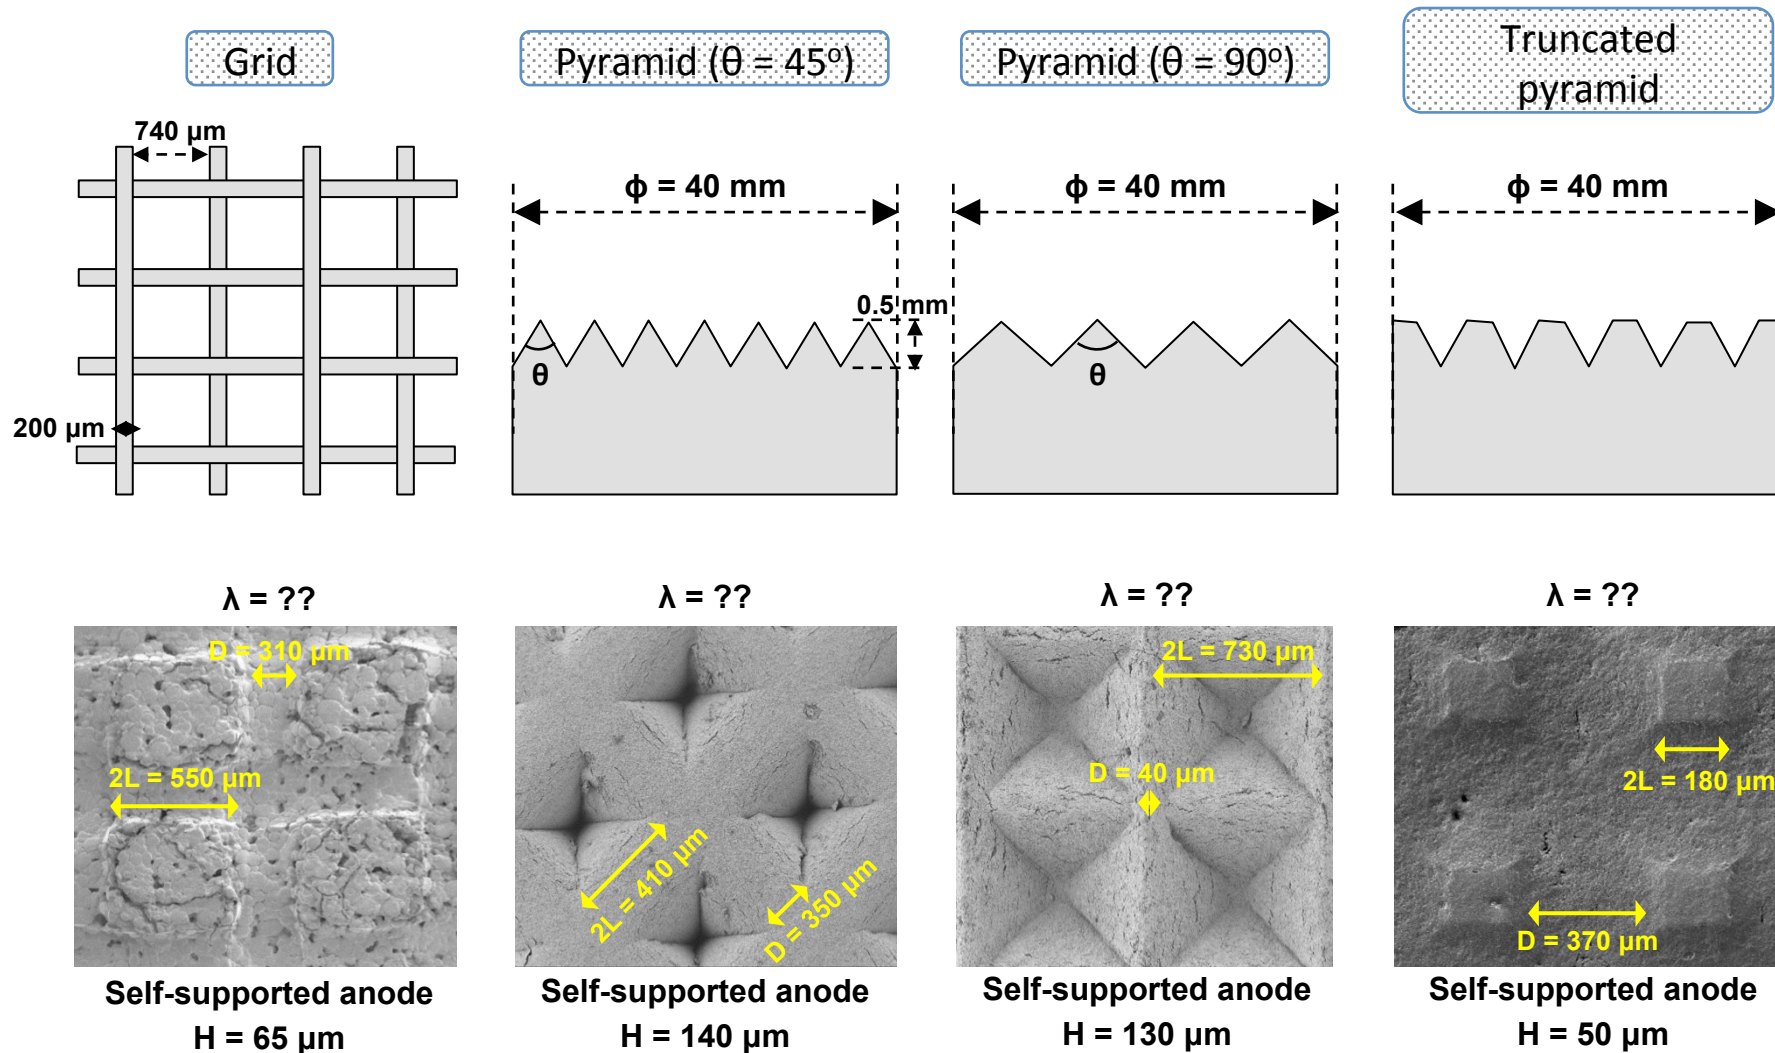 Grid
Pyramid (θ = 45°)
Pyramid (θ = 90°)
Truncated
pyramid
740 µm
200 µm
ϕ = 40 mm
0.5 mm
θ
ϕ = 40 mm
θ
ϕ = 40 mm
λ = ??
λ = ??
λ = ??
λ = ??
D = 310 µm
2L = 550 µm
2L = 410 µm
D = 350 µm
2L = 730 µm
D = 40 µm
2L = 180 µm
D = 370 µm
Self-supported anode
H = 65 µm
Self-supported anode
H = 140 µm
Self-supported anode
H = 130 µm
Self-supported anode
H = 50 µm